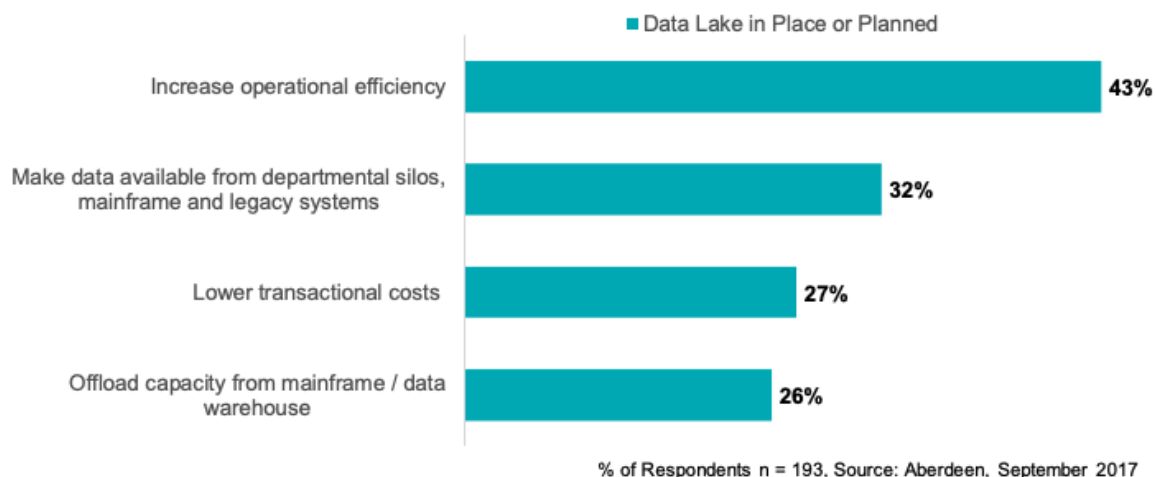 Data Lake in Place or Planned
Increase operational efficiency
43%
Make data available from departmental silos,
mainframe and legacy systems
32%
Lower transactional costs
27%
Offload capacity from mainframe / data
warehouse
26%
% of Respondents n = 193, Source: Aberdeen, September 2017